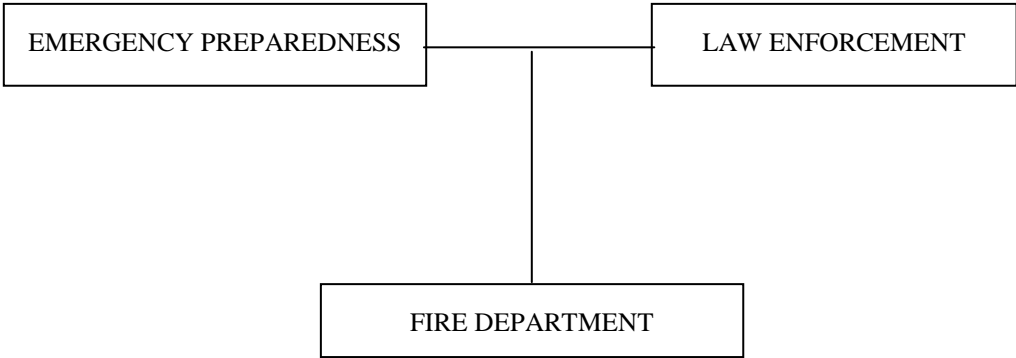 EMERGENCY PREPAREDNESS
LAW ENFORCEMENT
FIRE DEPARTMENT